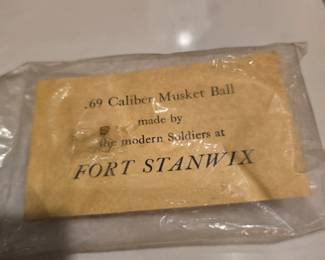 .69 Caliber Musket Ball
made by
the modern Soldiers at
FORT STANWIX